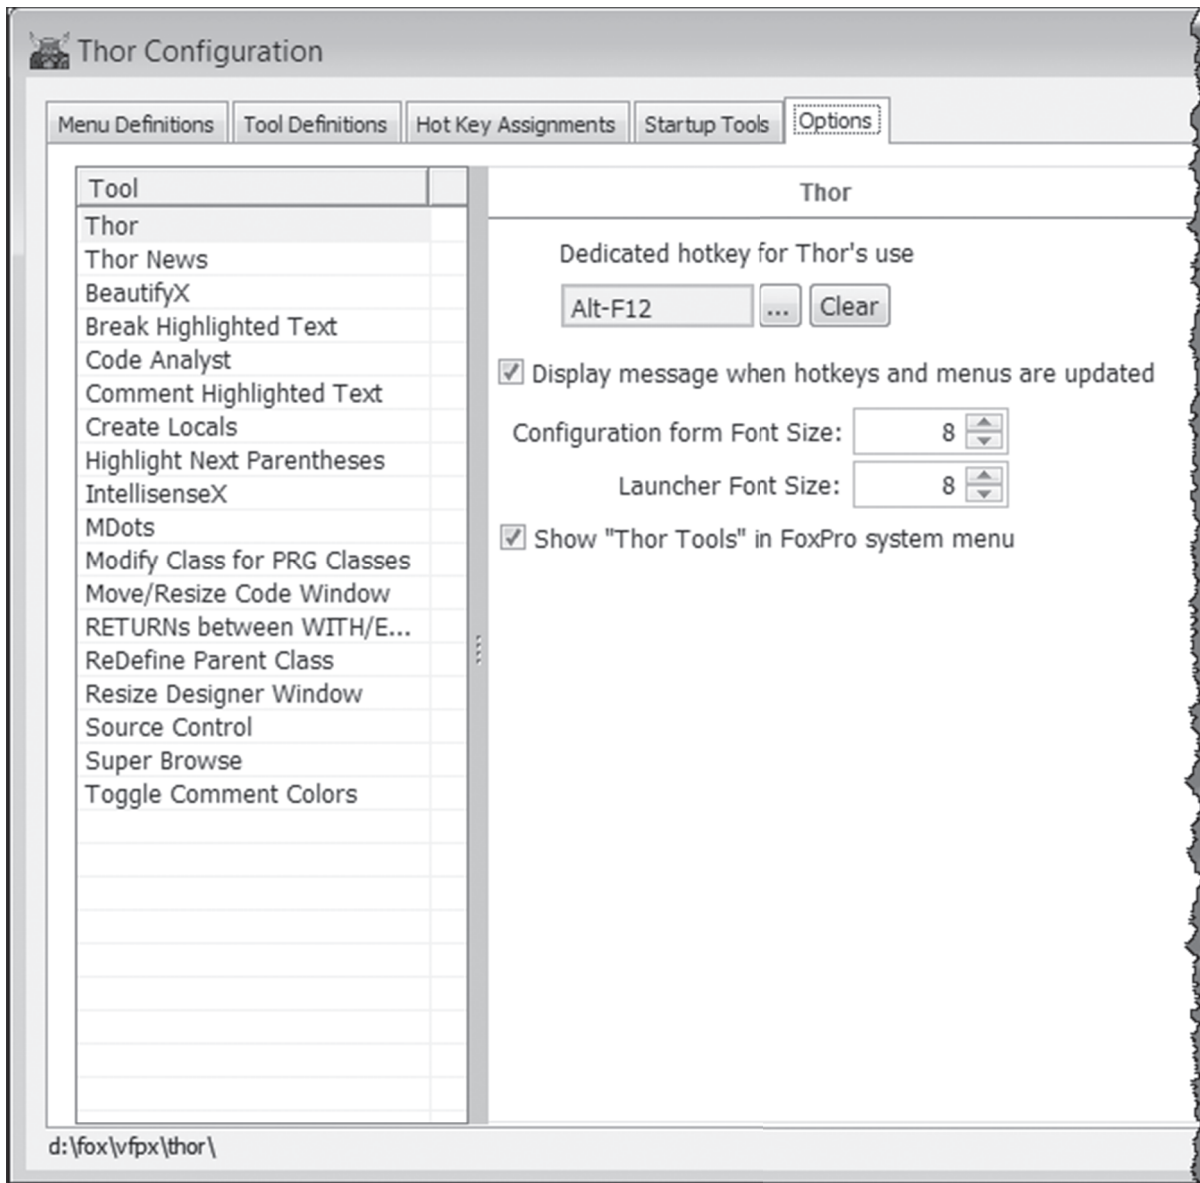 Thor Configuration
Menu Definitions
Tool Definitions
Hot Key Assignments
Startup Tools
Options
Tool
Thor
Thor News
BeautifyX
Break Highlighted Text
Code Analyst
Comment Highlighted Text
Create Locals
Highlight Next Parentheses
IntellisenseX
MDots
Modify Class for PRG Classes
Move/Resize Code Window
RETURNs between WITH/E...
ReDefine Parent Class
Resize Designer Window
Source Control
Super Browse
Toggle Comment Colors
Thor
Dedicated hotkey for Thor's use
Alt-F12 ... Clear
Display message when hotkeys and menus are updated
Configuration form Font Size: 8
Launcher Font Size: 8
Show "Thor Tools" in FoxPro system menu
d:\fox\vfpx\thor\